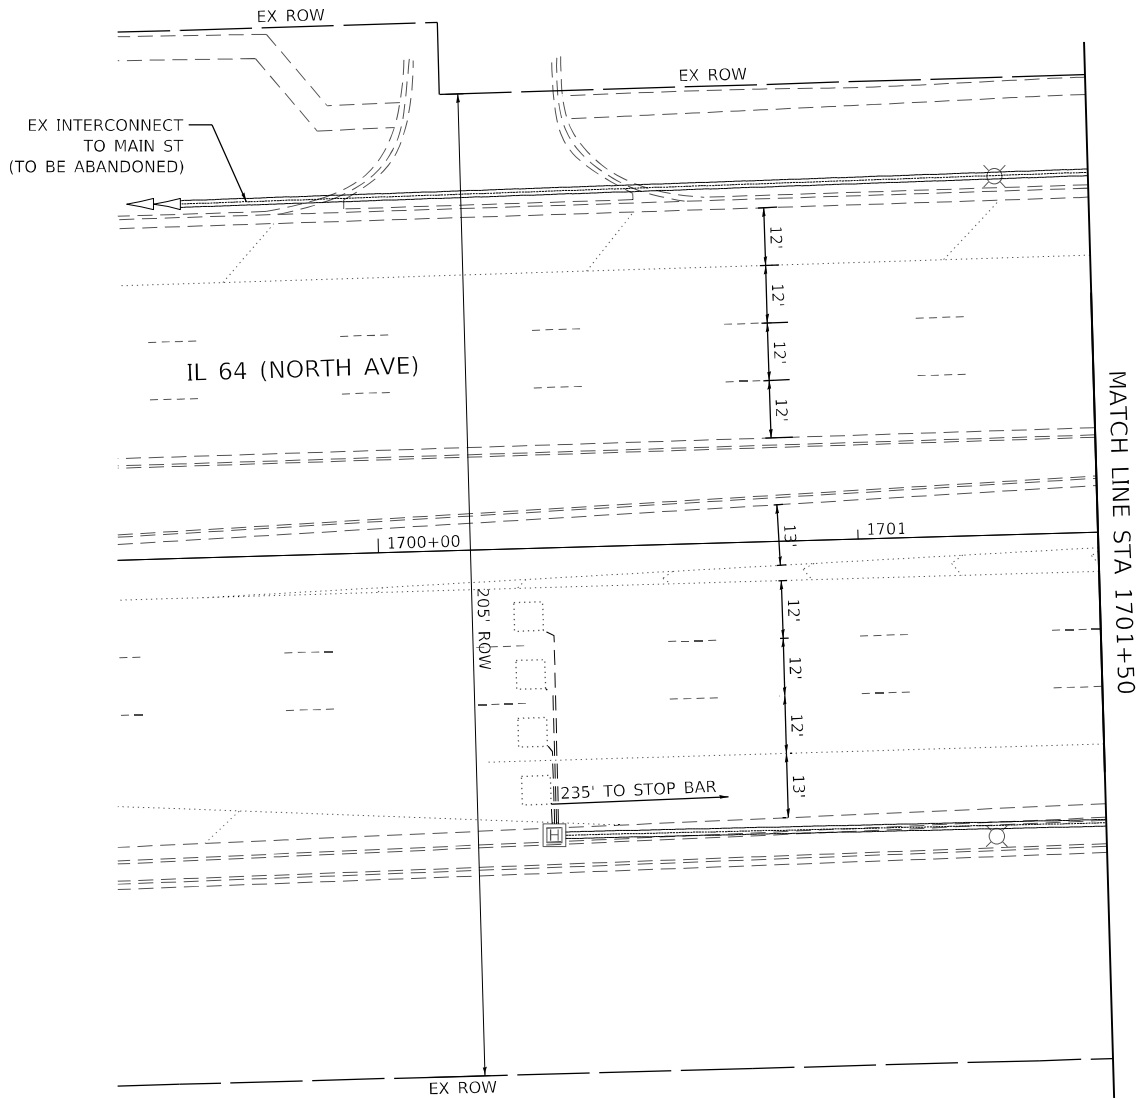 EX ROW
EX ROW
EX INTERCONNECT
TO MAIN ST
(TO BE ABANDONED)
12'
12'
12'
12'
IL 64 (NORTH AVE)
MATCH LINE STA 1701+50
1700+00
1701
13'
205' ROW
12'
12'
12'
13'
235' TO STOP BAR
H
EX ROW